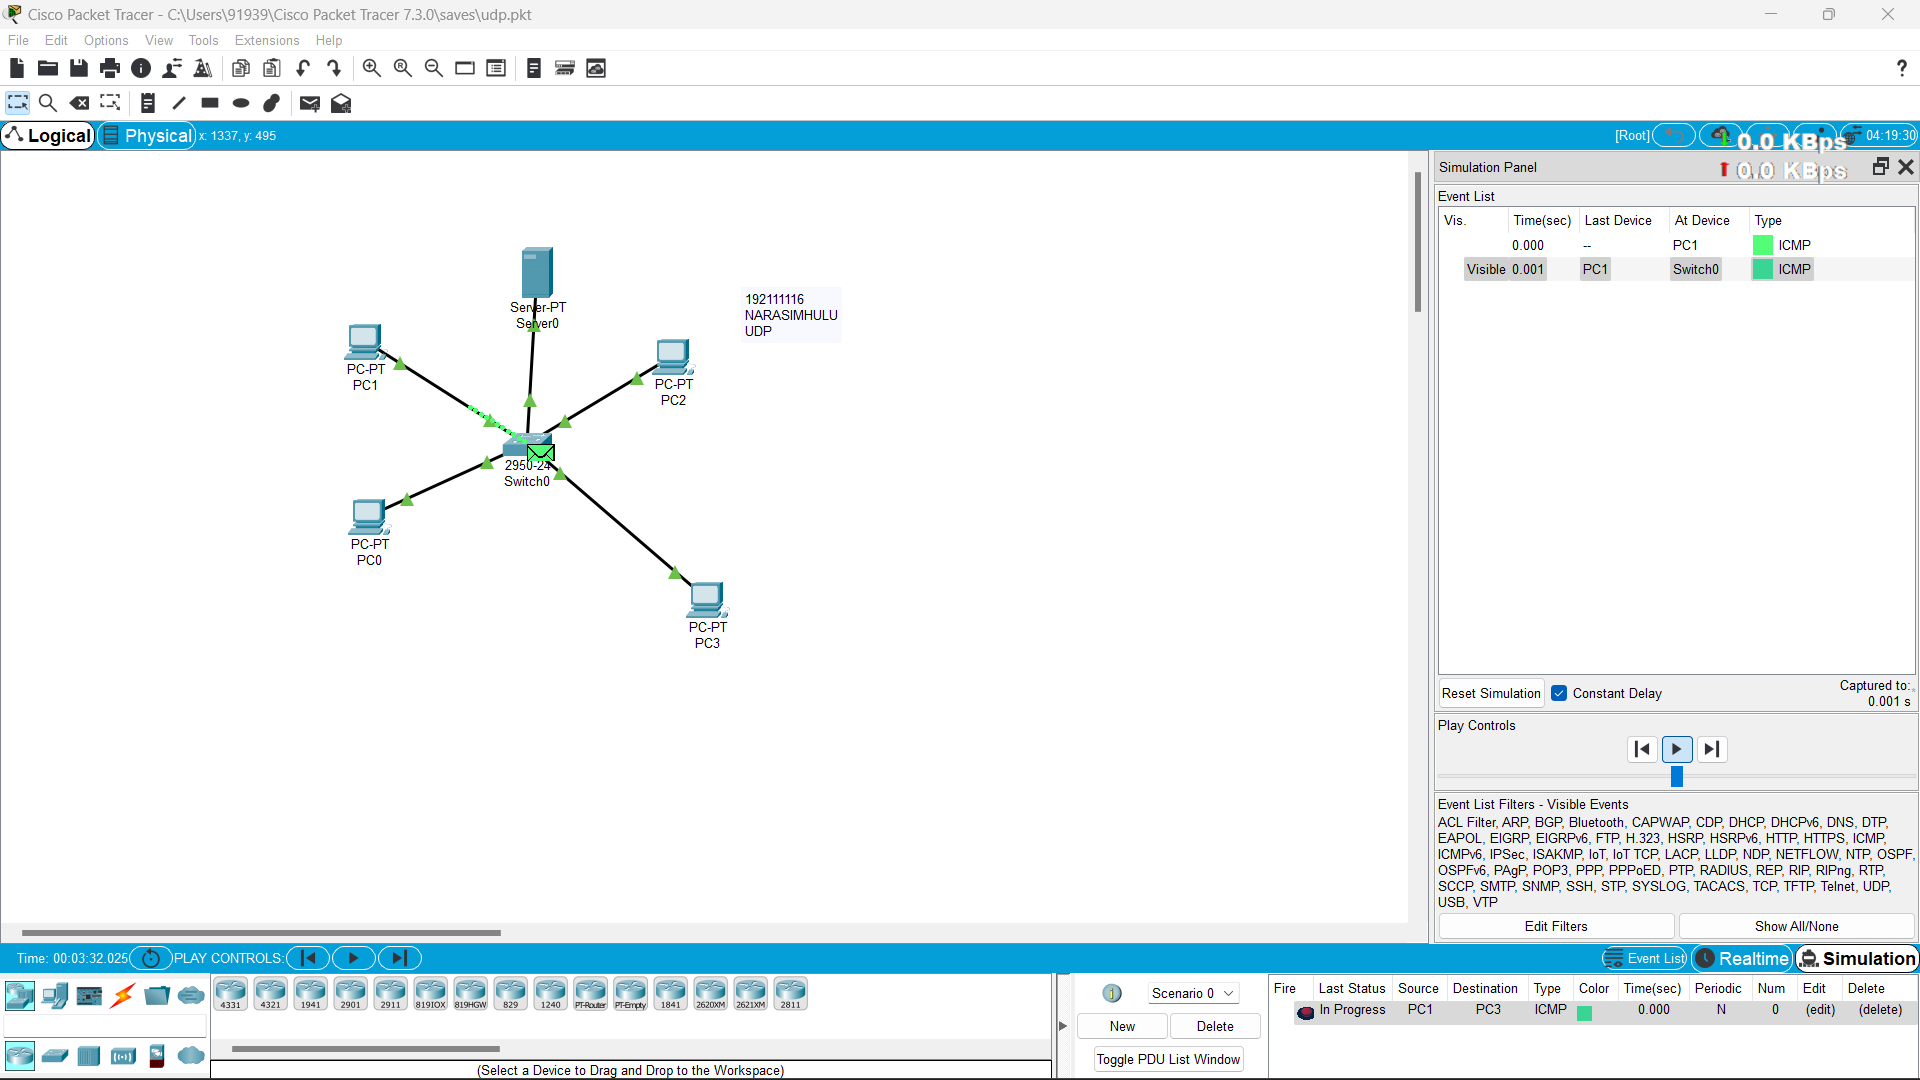 Cisco Packet Tracer - C:\Users\91939\Cisco Packet Tracer 7.3.0\saves\udp.pkt
File Edit Options View Tools Extensions Help
?
Logical Physical x: 1337, y: 495
[Root] 04:19:30
0.0 KBps
0.0 KBps
Server-PT
Server0
192111116
NARASIMHULU
UDP
PC-PT
PC1
PC-PT
PC2
2950-24
Switch0
PC-PT
PC0
PC-PT
PC3
Simulation Panel
Event List
Vis. Time(sec) Last Device At Device Type
0.000 -- PC1 ICMP
Visible 0.001 PC1 Switch0 ICMP
Reset Simulation Constant Delay
Captured to:
0.001 s
Play Controls
Event List Filters - Visible Events
ACL Filter, ARP, BGP, Bluetooth, CAPWAP, CDP, DHCP, DHCPv6, DNS, DTP,
EAPOL, EIGRP, EIGRPv6, FTP, H.323, HSRP, HSRPv6, HTTP, HTTPS, ICMP,
ICMPv6, IPSec, ISAKMP, IoT, IoT TCP, LACP, LLDP, NDP, NETFLOW, NTP, OSPF,
OSPFv6, PAgP, POP3, PPP, PPPoED, PTP, RADIUS, REP, RIP, RIPng, RTP,
SCCP, SMTP, SNMP, SSH, STP, SYSLOG, TACACS, TCP, TFTP, Telnet, UDP,
USB, VTP
Edit Filters Show All/None
Time: 00:03:32.025 PLAY CONTROLS: Event List Realtime Simulation
4331 4321 1941 2901 2911 819IOX 819HGW 829 1240 PT-Router PT-Empty 1841 2620XM 2621XM 2811
(Select a Device to Drag and Drop to the Workspace)
Scenario 0
New Delete
Toggle PDU List Window
Fire Last Status Source Destination Type Color Time(sec) Periodic Num Edit Delete
In Progress PC1 PC3 ICMP 0.000 N 0 (edit) (delete)